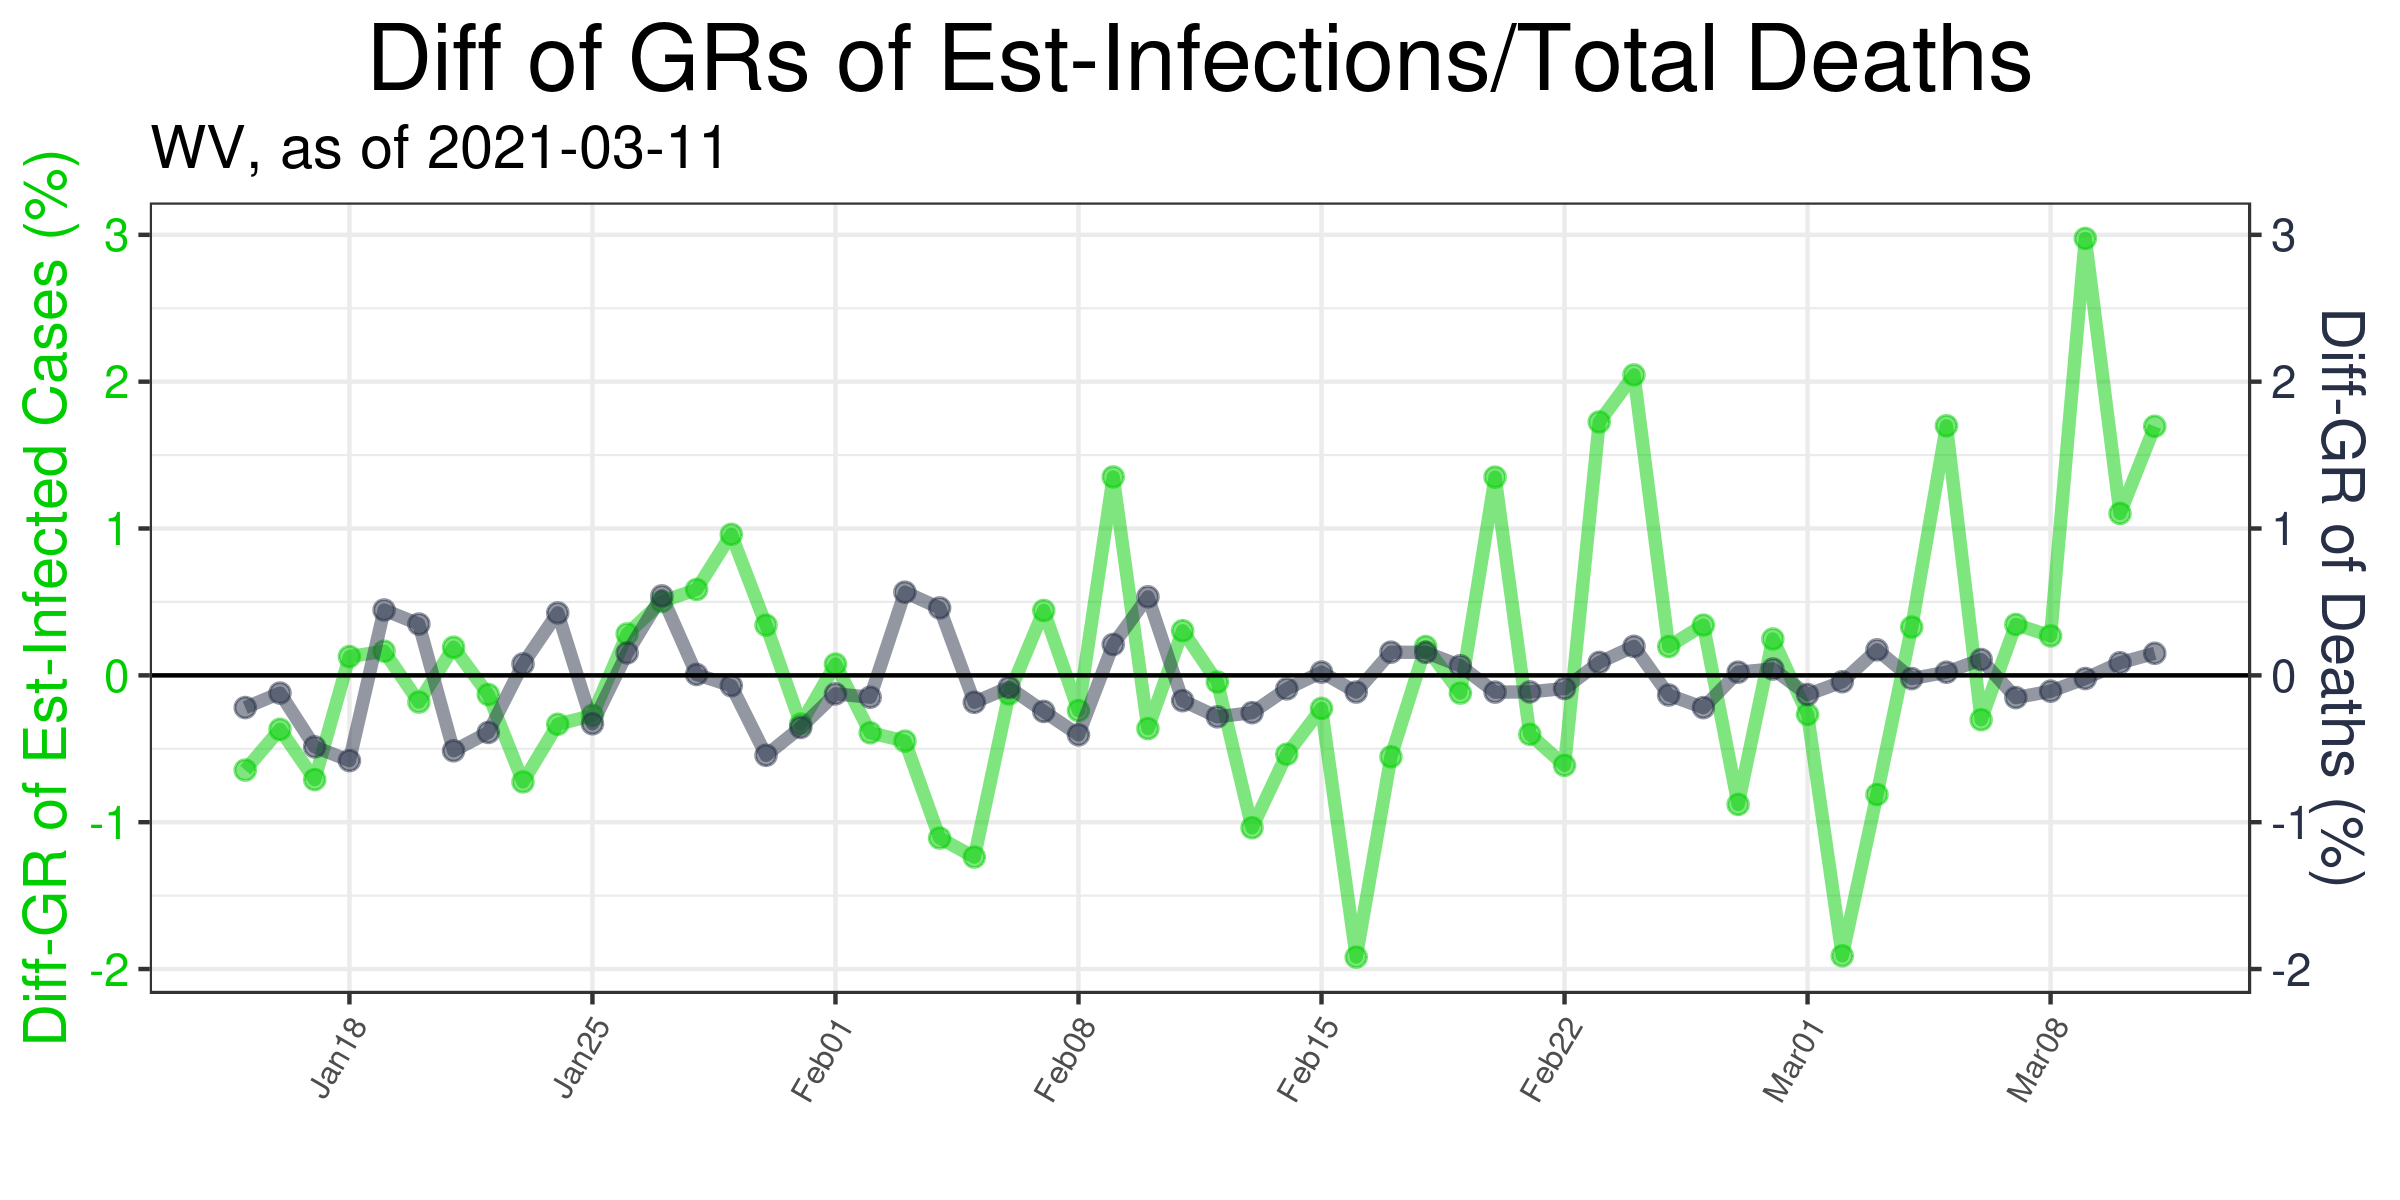 Diff of GRs of Est-Infections/Total Deaths
WV, as of 2021-03-11
Diff-GR of Est-Infected Cases (%)
3
2
1
0
-1
-2
3
2
1
0
-1
-2
Diff-GR of Deaths (%)
Jan18
Jan25
Feb01
Feb08
Feb15
Feb22
Mar01
Mar08